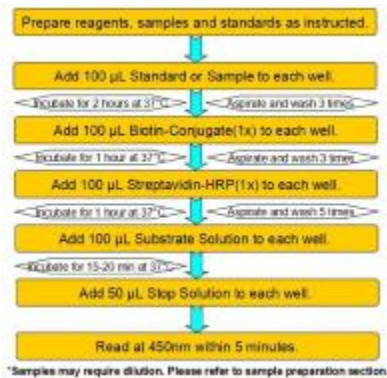 Prepare reagents, samples and standards as instructed.
Add 100 µL Standard or Sample to each well.
Incubate for 2 hours at 37°C
Aspirate and wash 3 times
Add 100 µL Biotin-Conjugate(1x) to each well.
Incubate for 1 hour at 37°C
Aspirate and wash 3 times
Add 100 µL Streptavidin-HRP(1x) to each well.
Incubate for 1 hour at 37°C
Aspirate and wash 5 times
Add 100 µL Substrate Solution to each well.
Incubate for 15-20 min at 37°C
Add 50 µL Stop Solution to each well.
Read at 450nm within 5 minutes.
*Samples may require dilution. Please refer to sample preparation section